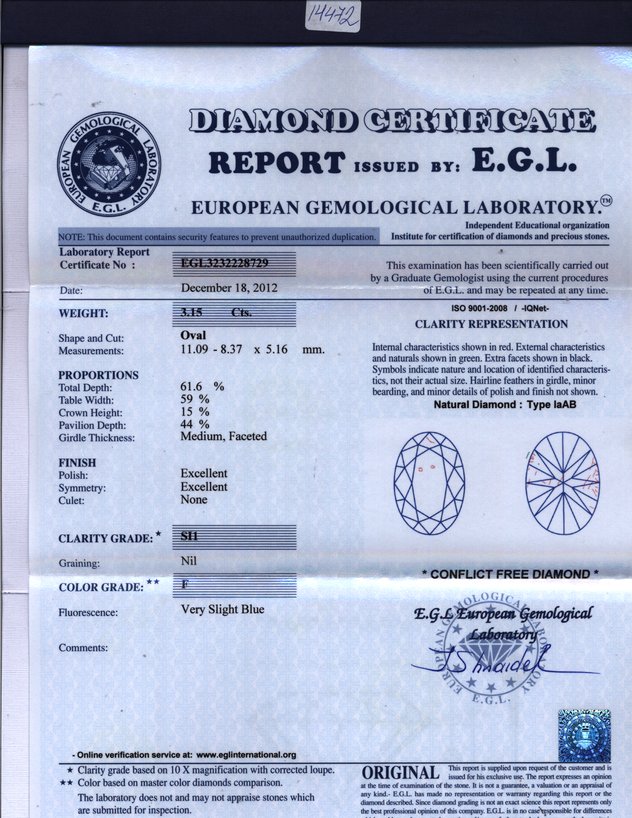 14472
DIAMOND CERTIFICATE
REPORT ISSUED BY: E.G.L.
EUROPEAN GEMOLOGICAL LABORATORY.™
EUROPEAN GEMOLOGICAL LABORATORY
E.G.L.
Independent Educational organization
NOTE: This document contains security features to prevent unauthorized duplication.
Institute for certification of diamonds and precious stones.
Laboratory Report
Certificate No : EGL3232228729
Date: December 18, 2012
This examination has been scientifically carried out
by a Graduate Gemologist using the current procedures
of E.G.L. and may be repeated at any time.
WEIGHT: 3.15 Cts.
Shape and Cut: Oval
Measurements: 11.09 - 8.37 x 5.16 mm.
PROPORTIONS
Total Depth: 61.6 %
Table Width: 59 %
Crown Height: 15 %
Pavilion Depth: 44 %
Girdle Thickness: Medium, Faceted
FINISH
Polish: Excellent
Symmetry: Excellent
Culet: None
CLARITY GRADE: ★ SI1
Graining: Nil
COLOR GRADE: ★★ F
Fluorescence: Very Slight Blue
Comments:
ISO 9001-2008 / -IQNet-
CLARITY REPRESENTATION
Internal characteristics shown in red. External characteristics
and naturals shown in green. Extra facets shown in black.
Symbols indicate nature and location of identified characteris-
tics, not their actual size. Hairline feathers in girdle, minor
bearding, and minor details of polish and finish not shown.
Natural Diamond : Type IaAB
* CONFLICT FREE DIAMOND *
E.G.L European Gemological
Laboratory
EUROPEAN GEMOLOGICAL LABORATORY
E.G.L.
- Online verification service at: www.eglinternational.org
★ Clarity grade based on 10 X magnification with corrected loupe.
★★ Color based on master color diamonds comparison.
The laboratory does not and may not appraise stones which
are submitted for inspection.
ORIGINAL This report is supplied upon request of the customer and is
issued for his exclusive use. The report expresses an opinion
at the time of examination of the stone. It is not a guarantee, a valuation or an appraisal
of any kind.- E.G.L. has made no representation or warranty regarding this report or the
diamond described. Since diamond grading is not an exact science this report represents only
the best professional opinion of this company. E.G.L. is in no case responsible for differences